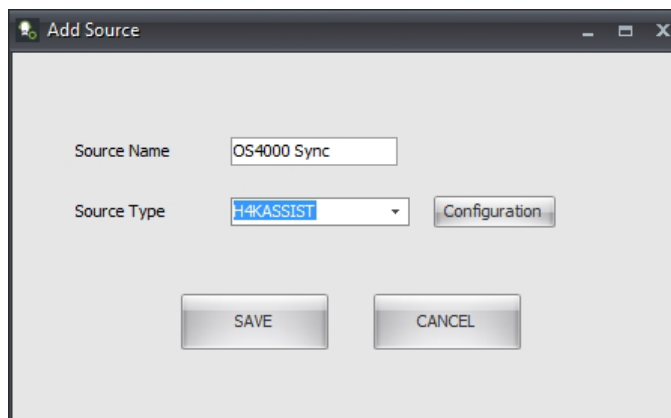 Add Source
Source Name OS4000 Sync
Source Type H4KASSIST Configuration
SAVE CANCEL